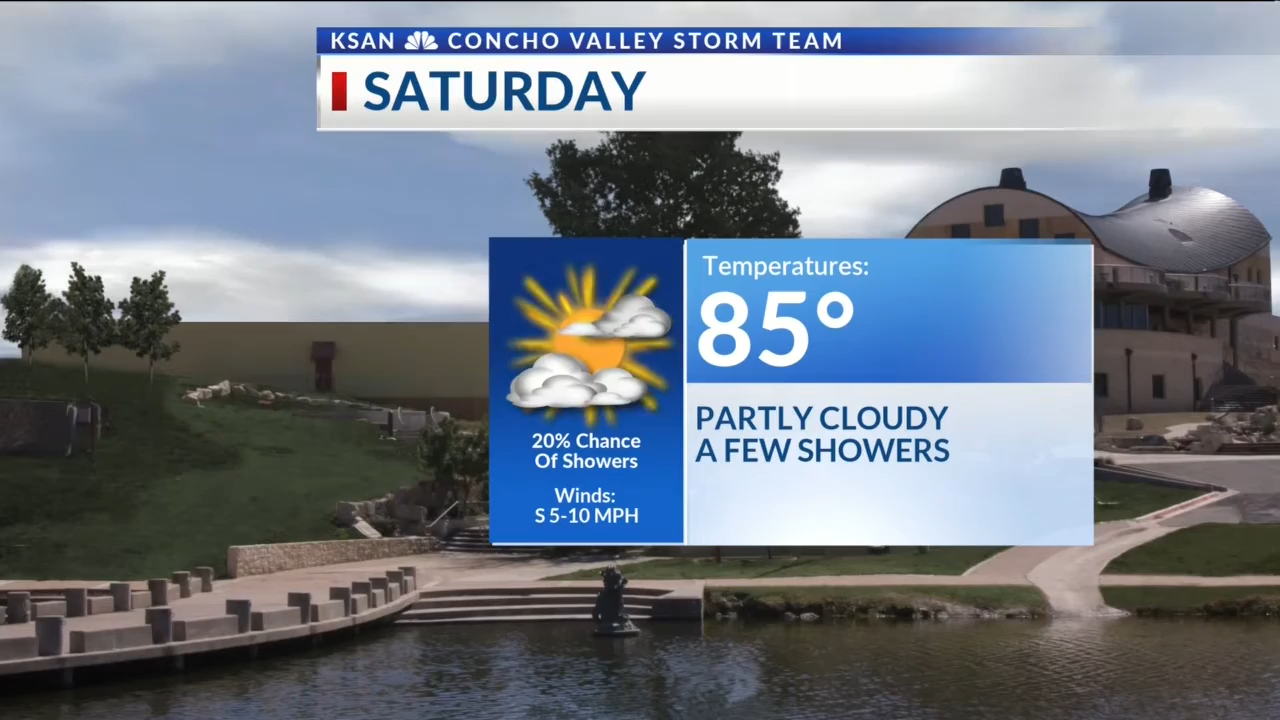 KSAN CONCHO VALLEY STORM TEAM
SATURDAY
20% Chance
Of Showers
Winds:
S 5-10 MPH
Temperatures:
85°
PARTLY CLOUDY
A FEW SHOWERS